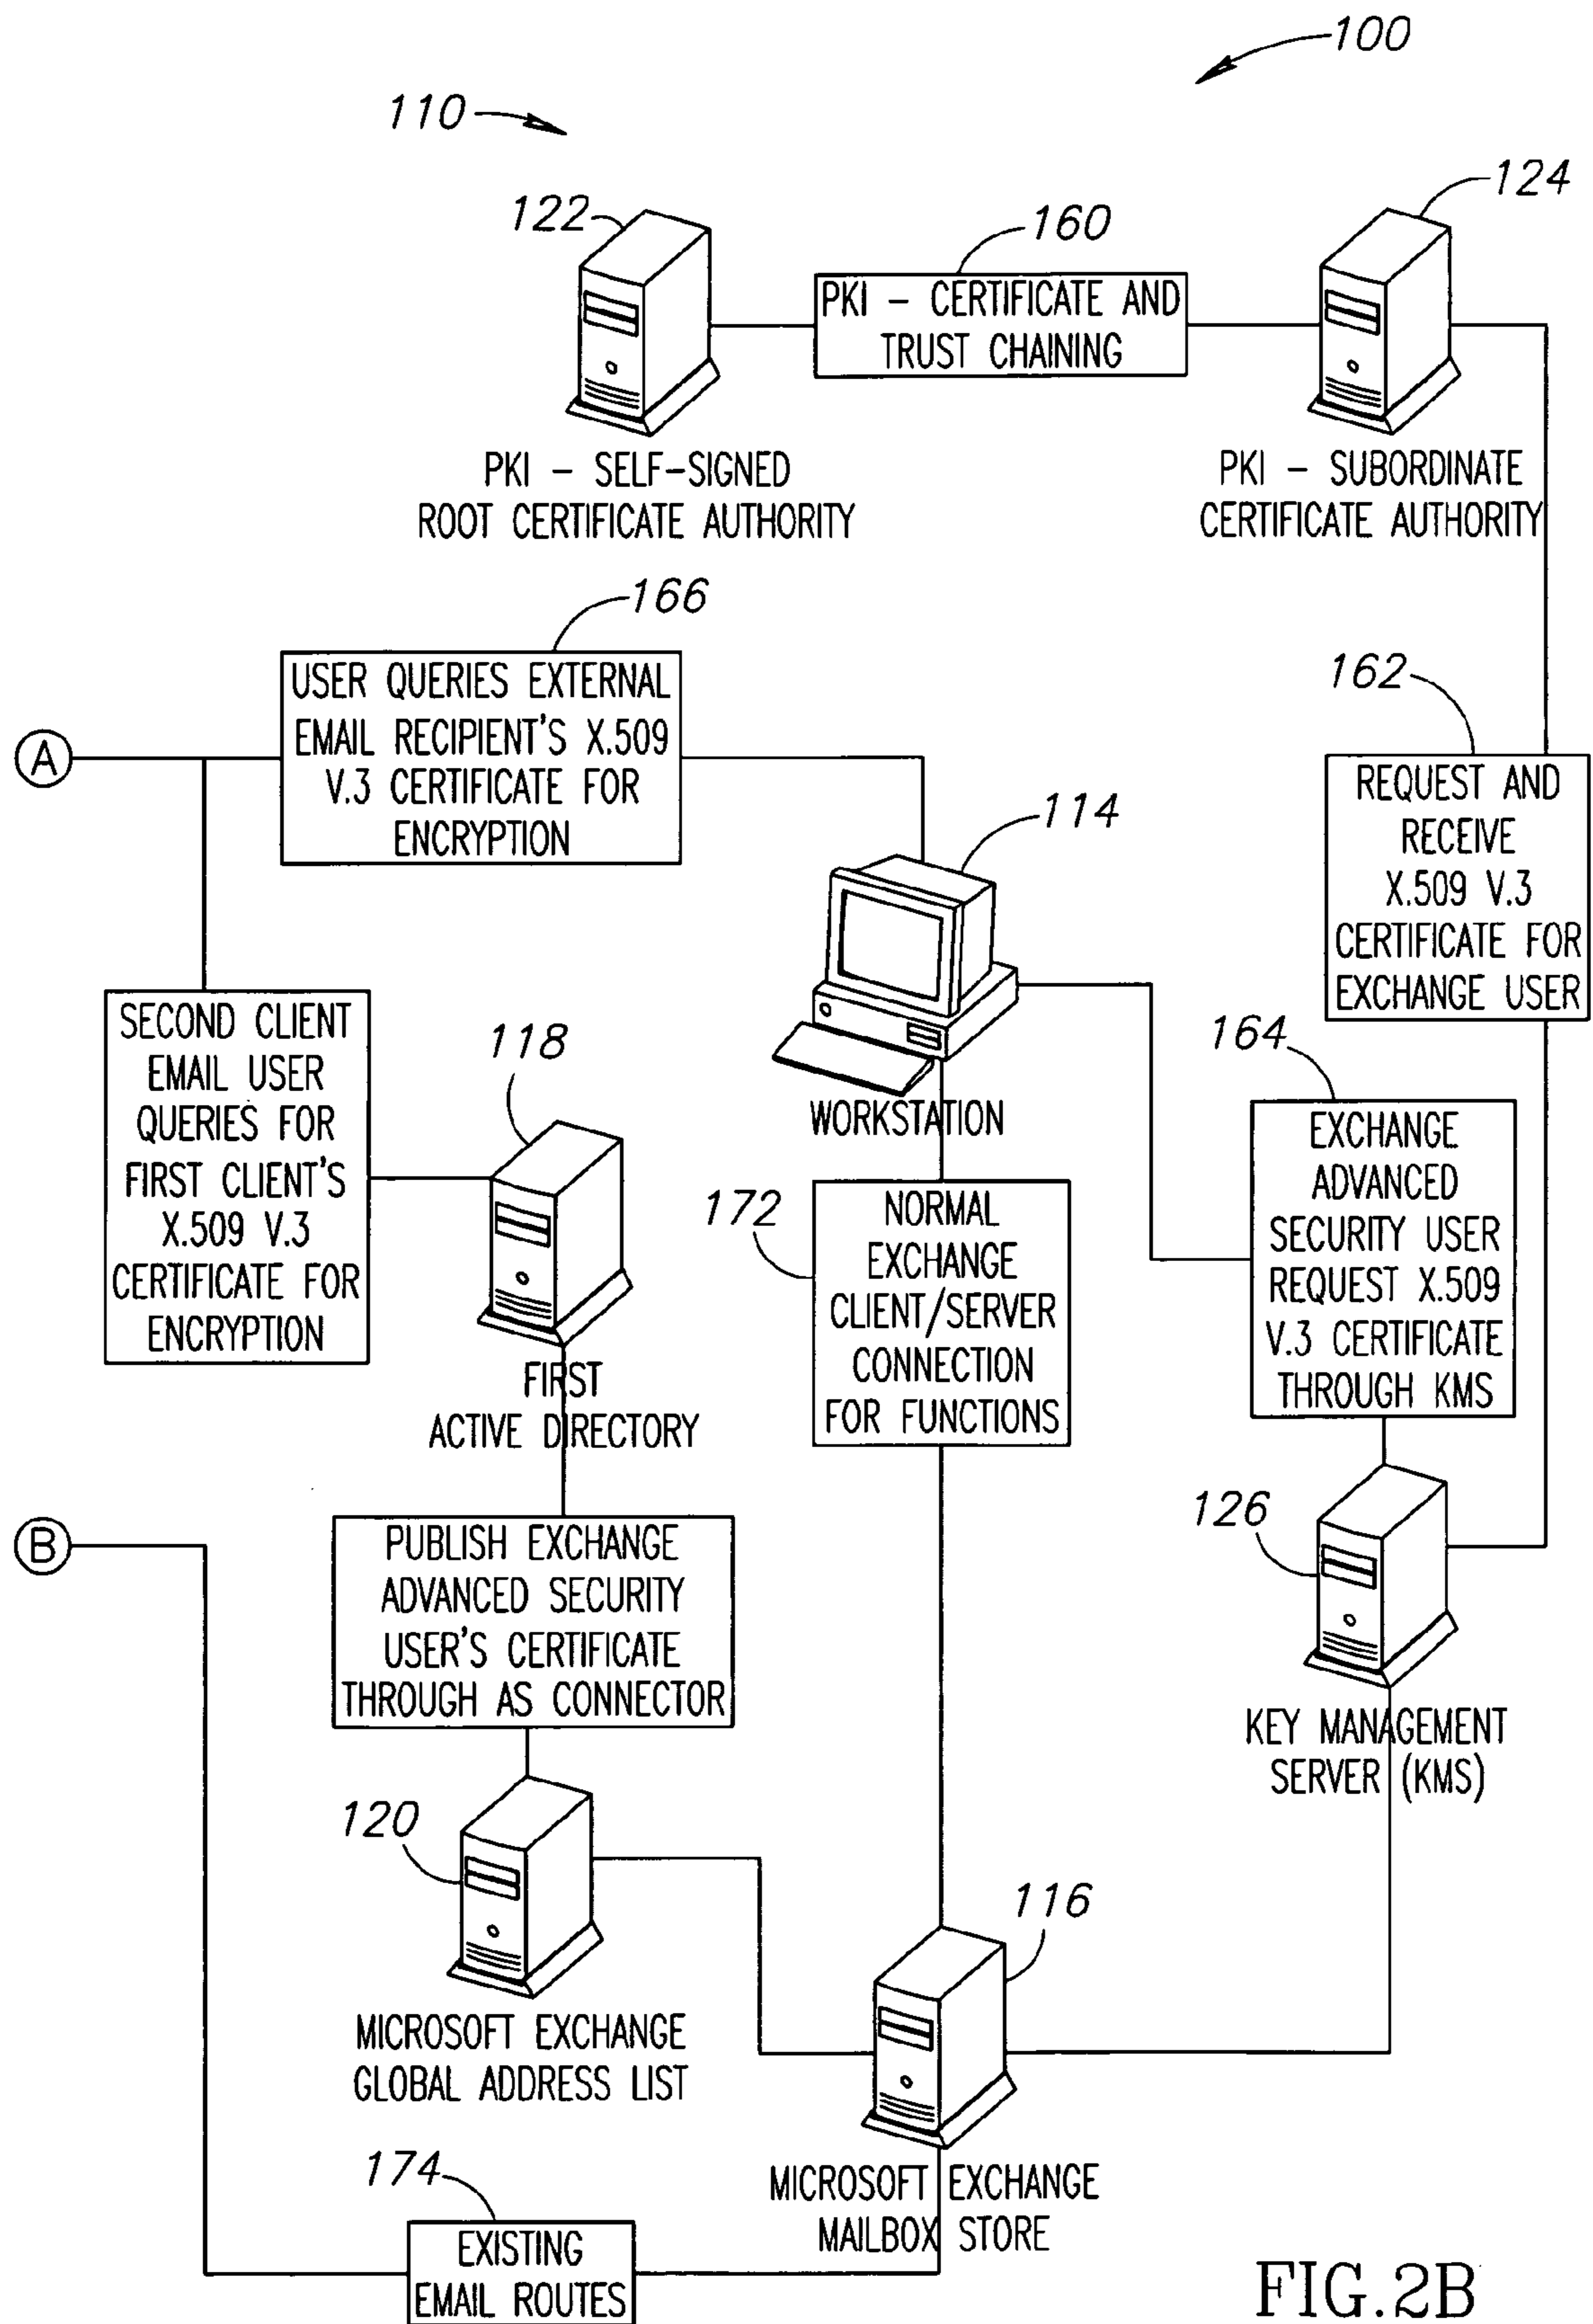 100
110
122
160
124
PKI – CERTIFICATE AND
TRUST CHAINING
PKI – SELF-SIGNED
ROOT CERTIFICATE AUTHORITY
PKI – SUBORDINATE
CERTIFICATE AUTHORITY
166
USER QUERIES EXTERNAL
EMAIL RECIPIENT'S X.509
V.3 CERTIFICATE FOR
ENCRYPTION
A
162
REQUEST AND
RECEIVE
X.509 V.3
CERTIFICATE FOR
EXCHANGE USER
114
WORKSTATION
SECOND CLIENT
EMAIL USER
QUERIES FOR
FIRST CLIENT'S
X.509 V.3
CERTIFICATE FOR
ENCRYPTION
118
FIRST
ACTIVE DIRECTORY
172
NORMAL
EXCHANGE
CLIENT/SERVER
CONNECTION
FOR FUNCTIONS
164
EXCHANGE
ADVANCED
SECURITY USER
REQUEST X.509
V.3 CERTIFICATE
THROUGH KMS
B
PUBLISH EXCHANGE
ADVANCED SECURITY
USER'S CERTIFICATE
THROUGH AS CONNECTOR
126
KEY MANAGEMENT
SERVER (KMS)
120
MICROSOFT EXCHANGE
GLOBAL ADDRESS LIST
116
MICROSOFT EXCHANGE
MAILBOX STORE
174
EXISTING
EMAIL ROUTES
FIG.2B